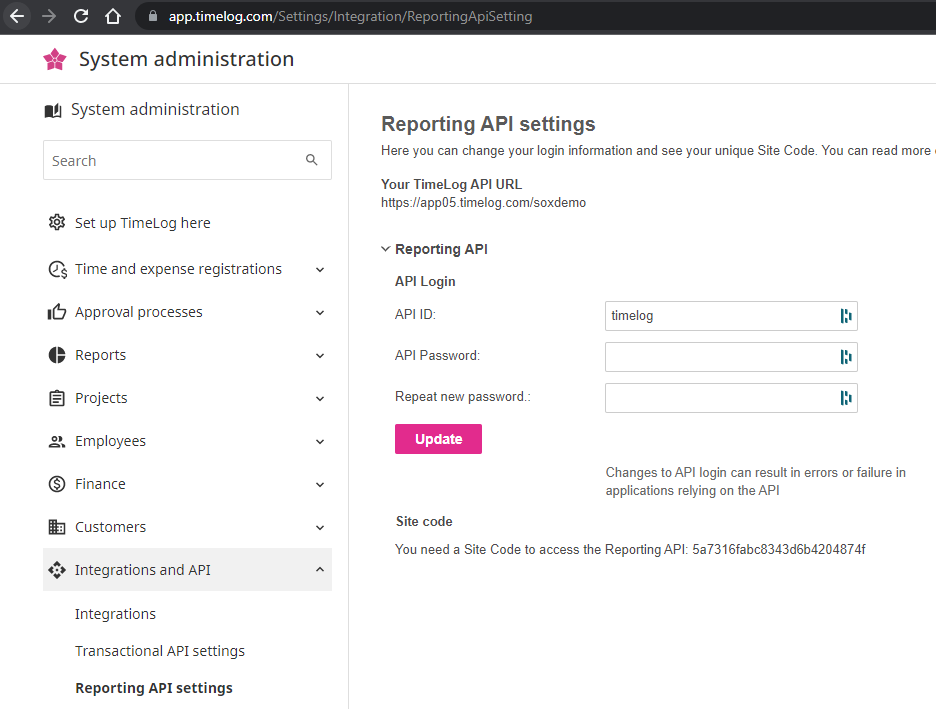 app.timelog.com/Settings/Integration/ReportingApiSetting
System administration
System administration
Search
Set up TimeLog here
Time and expense registrations
Approval processes
Reports
Projects
Employees
Finance
Customers
Integrations and API
Integrations
Transactional API settings
Reporting API settings
Reporting API settings
Here you can change your login information and see your unique Site Code. You can read more
Your TimeLog API URL
https://app05.timelog.com/soxdemo
Reporting API
API Login
API ID: timelog
API Password:
Repeat new password.:
Update
Changes to API login can result in errors or failure in
applications relying on the API
Site code
You need a Site Code to access the Reporting API: 5a7316fabc8343d6b4204874f